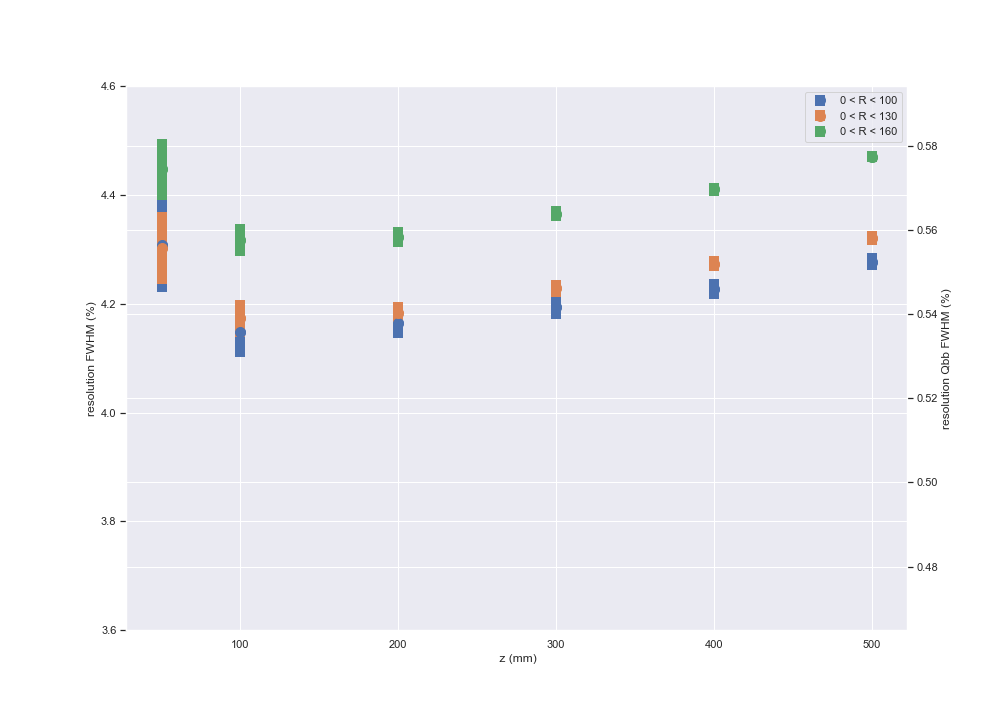 4.6
4.4
4.2
4.0
3.8
3.6
resolution FWHM (%)
100
200
300
400
500
z (mm)
0.58
0.56
0.54
0.52
0.50
0.48
resolution Qbb FWHM (%)
0 < R < 100
0 < R < 130
0 < R < 160